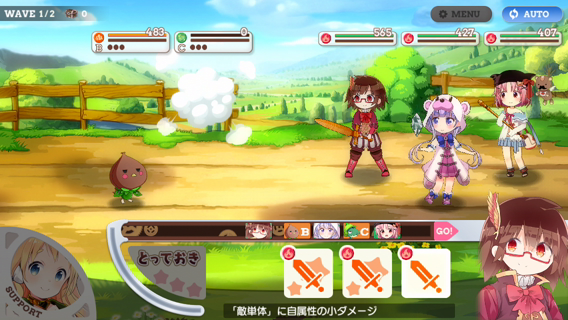 WAVE 1/2 0
MENU
AUTO
483
B
0
C
565
427
407
B
C
GO!
SUPPORT
とっておき
「敵単体」に自属性の小ダメージ